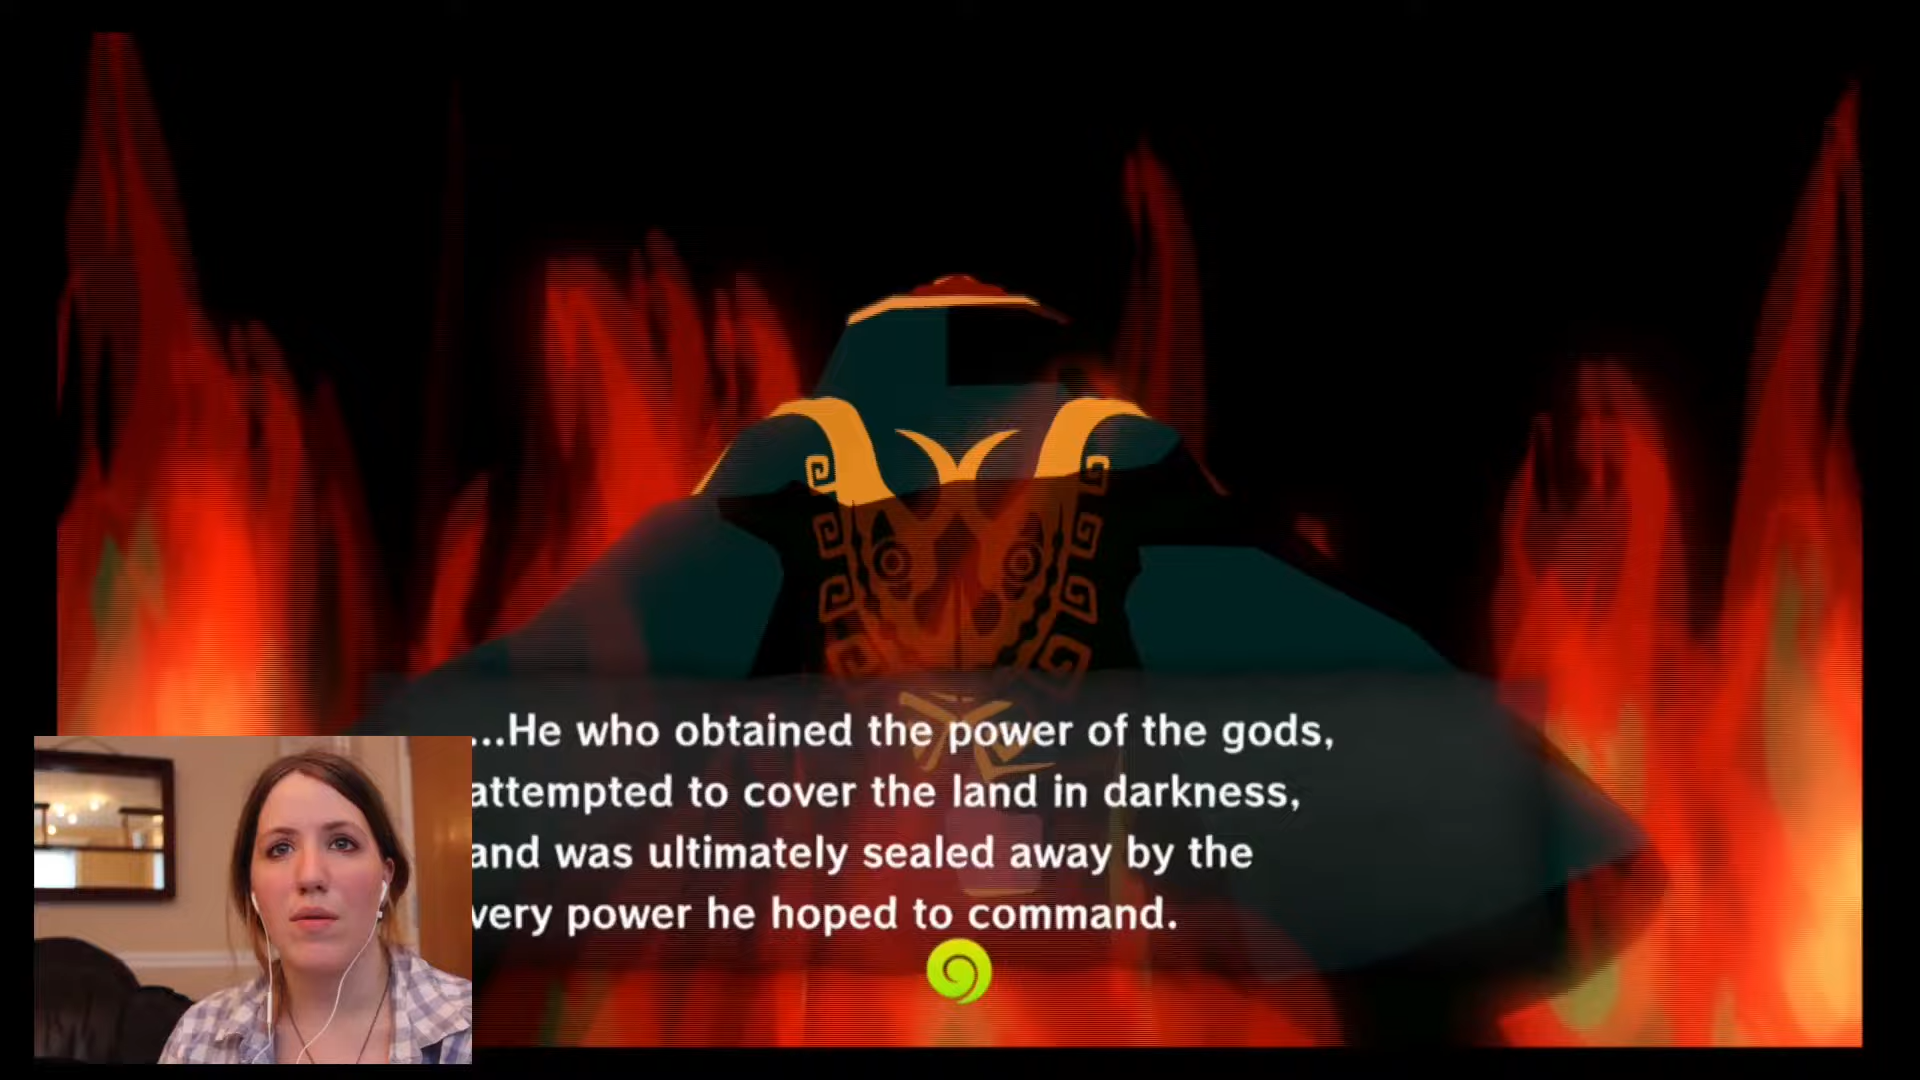 ...He who obtained the power of the gods,
attempted to cover the land in darkness,
and was ultimately sealed away by the
very power he hoped to command.